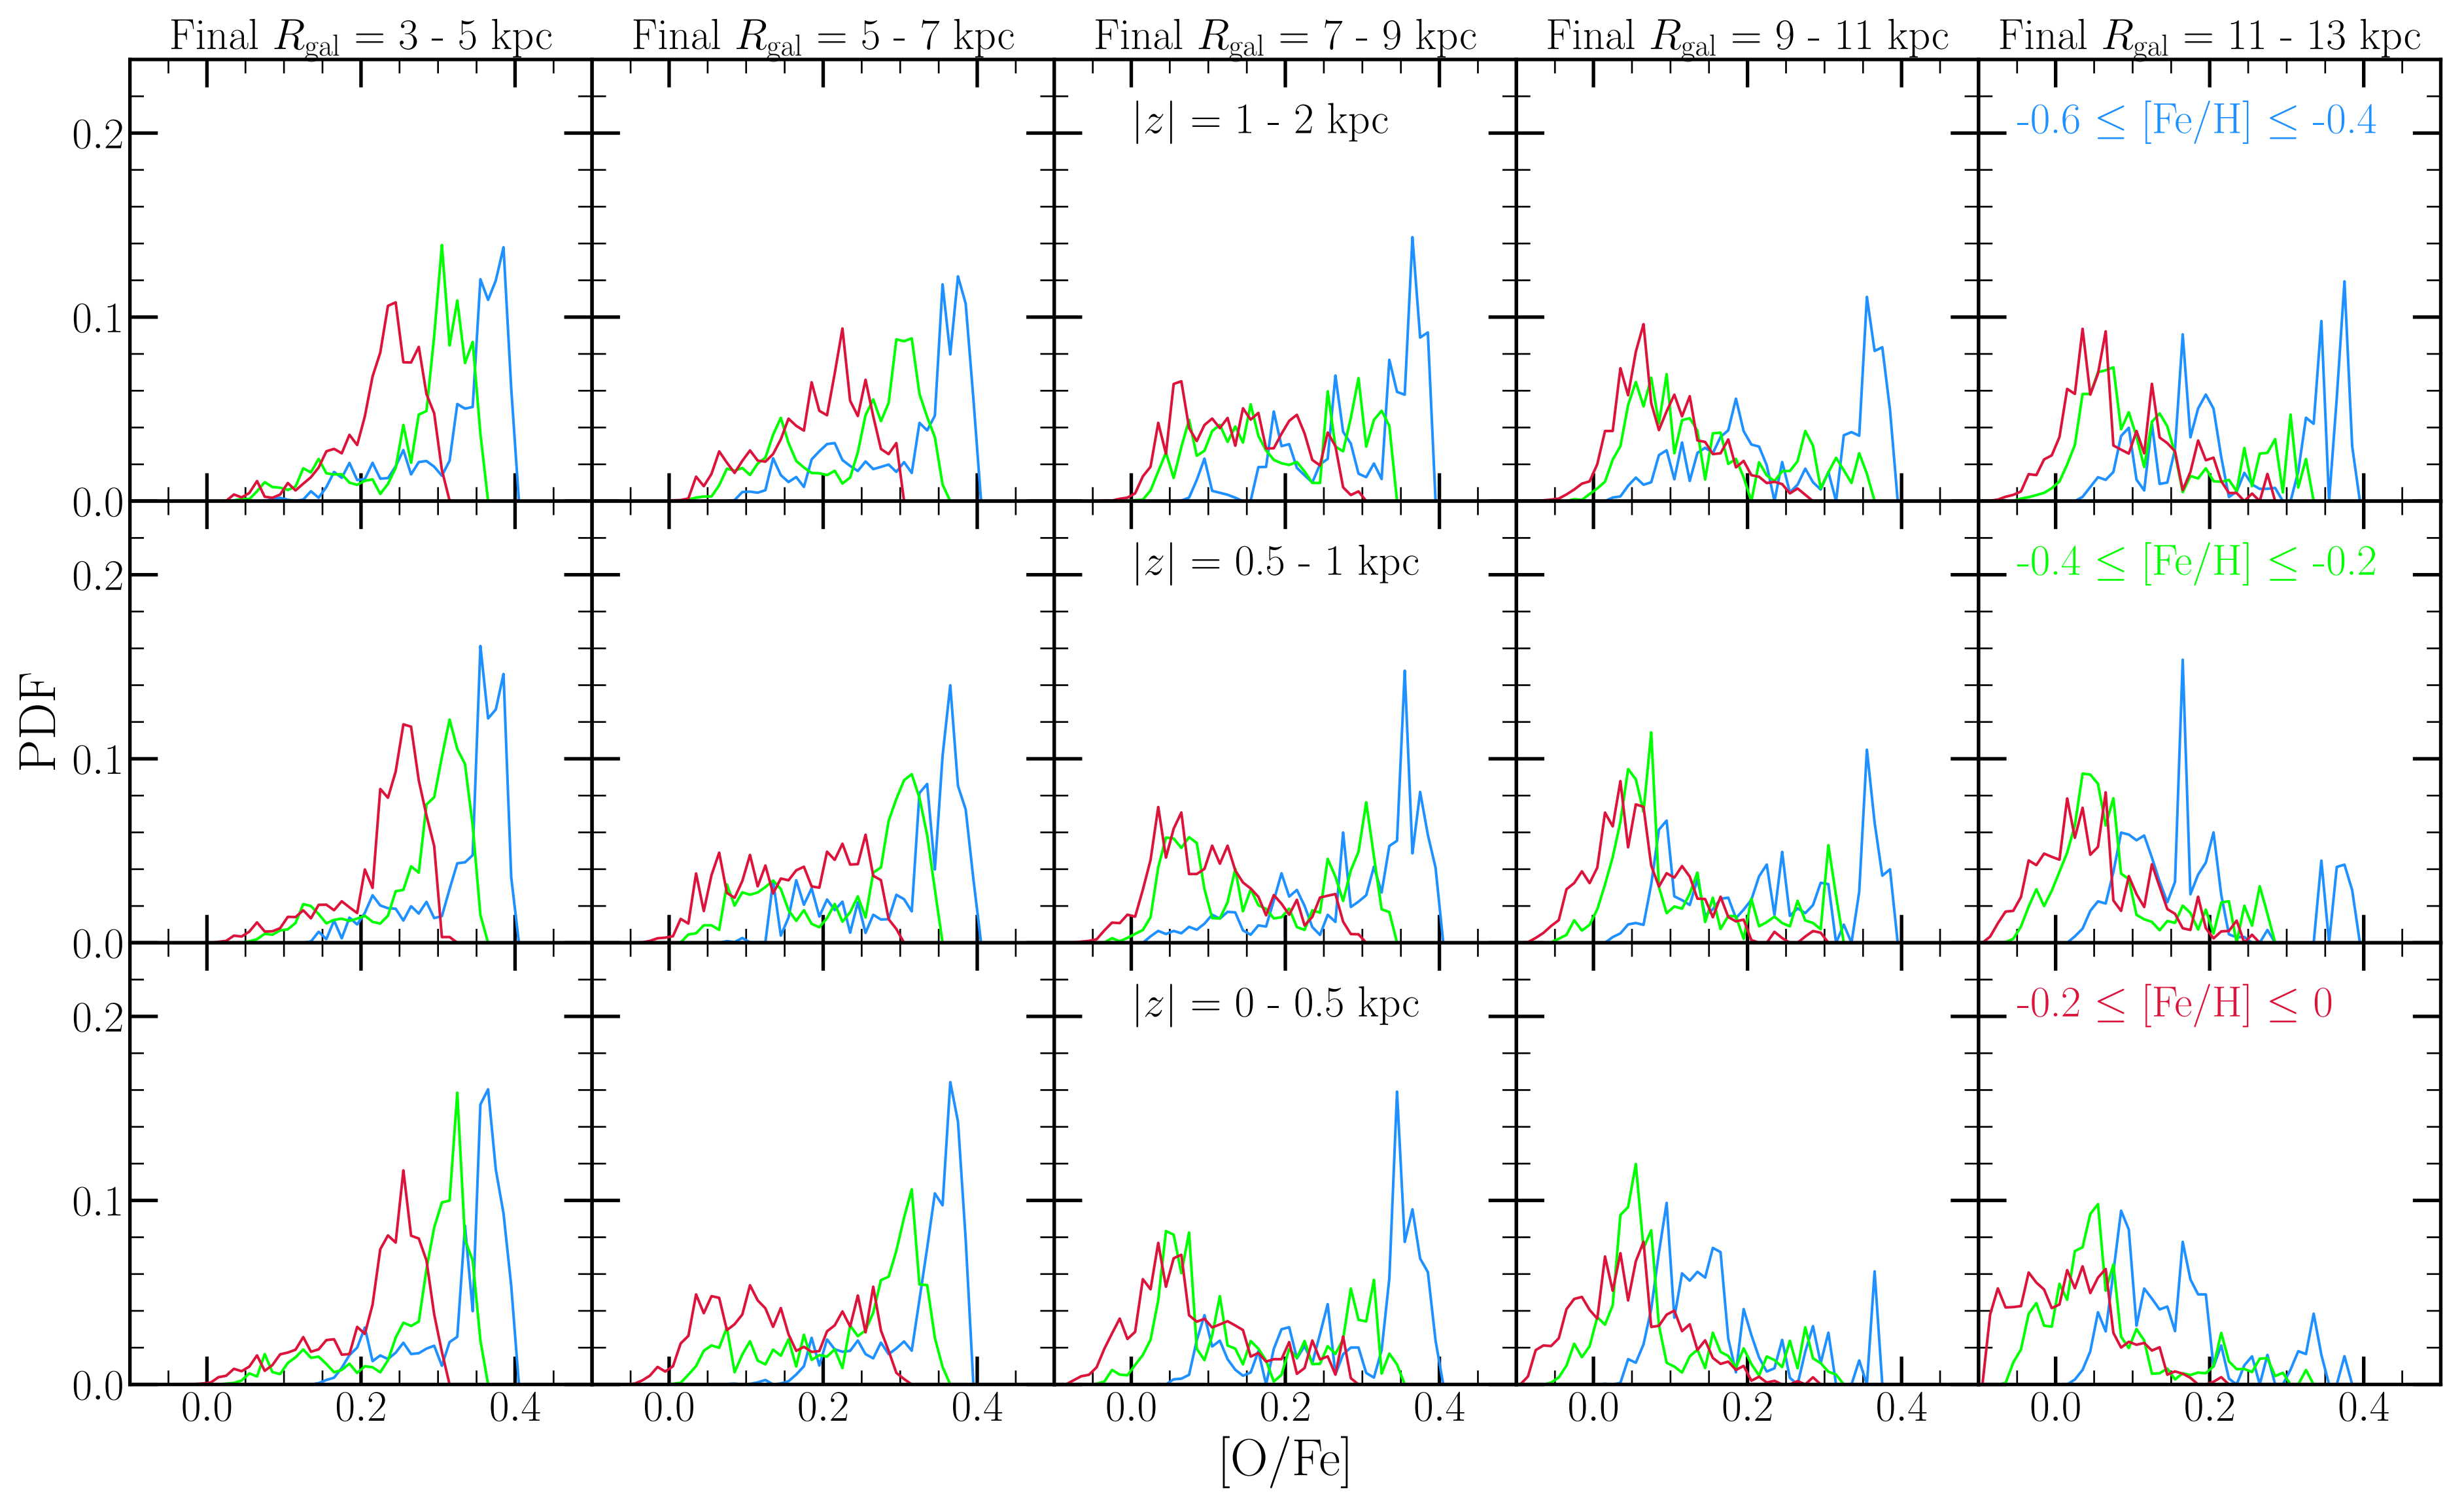 Final R_gal = 3 - 5 kpc
Final R_gal = 5 - 7 kpc
Final R_gal = 7 - 9 kpc
Final R_gal = 9 - 11 kpc
Final R_gal = 11 - 13 kpc
|z| = 1 - 2 kpc
-0.6 ≤ [Fe/H] ≤ -0.4
0.2
0.1
0.0
|z| = 0.5 - 1 kpc
-0.4 ≤ [Fe/H] ≤ -0.2
0.2
0.1
0.0
PDF
|z| = 0 - 0.5 kpc
-0.2 ≤ [Fe/H] ≤ 0
0.2
0.1
0.0
0.0 0.2 0.4
0.0 0.2 0.4
0.0 0.2 0.4
0.0 0.2 0.4
0.0 0.2 0.4
[O/Fe]